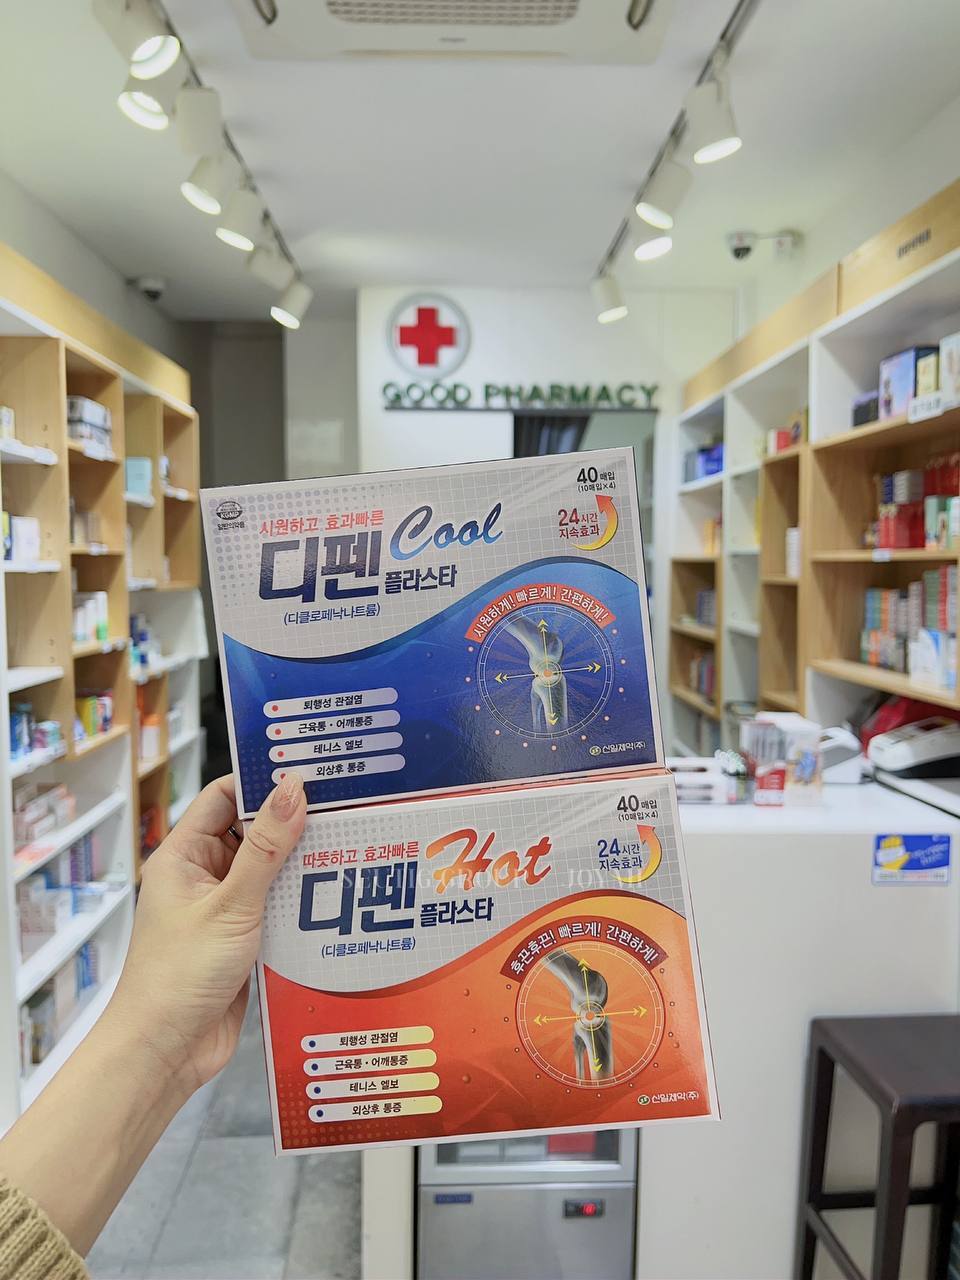 GOOD PHARMACY
40매입
(10매입×4)
24시간
지속효과
일반의약품
시원하고 효과빠른
디펜 Cool
플라스타
(디클로페낙나트륨)
시원하게! 빠르게! 간편하게!
퇴행성 관절염
근육통·어깨통증
테니스 엘보
외상후 통증
신일제약(주)
40매입
(10매입×4)
24시간
지속효과
따뜻하고 효과빠른
디펜 Hot
플라스타
(디클로페낙나트륨)
후끈후끈! 빠르게! 간편하게!
퇴행성 관절염
근육통·어깨통증
테니스 엘보
외상후 통증
신일제약(주)